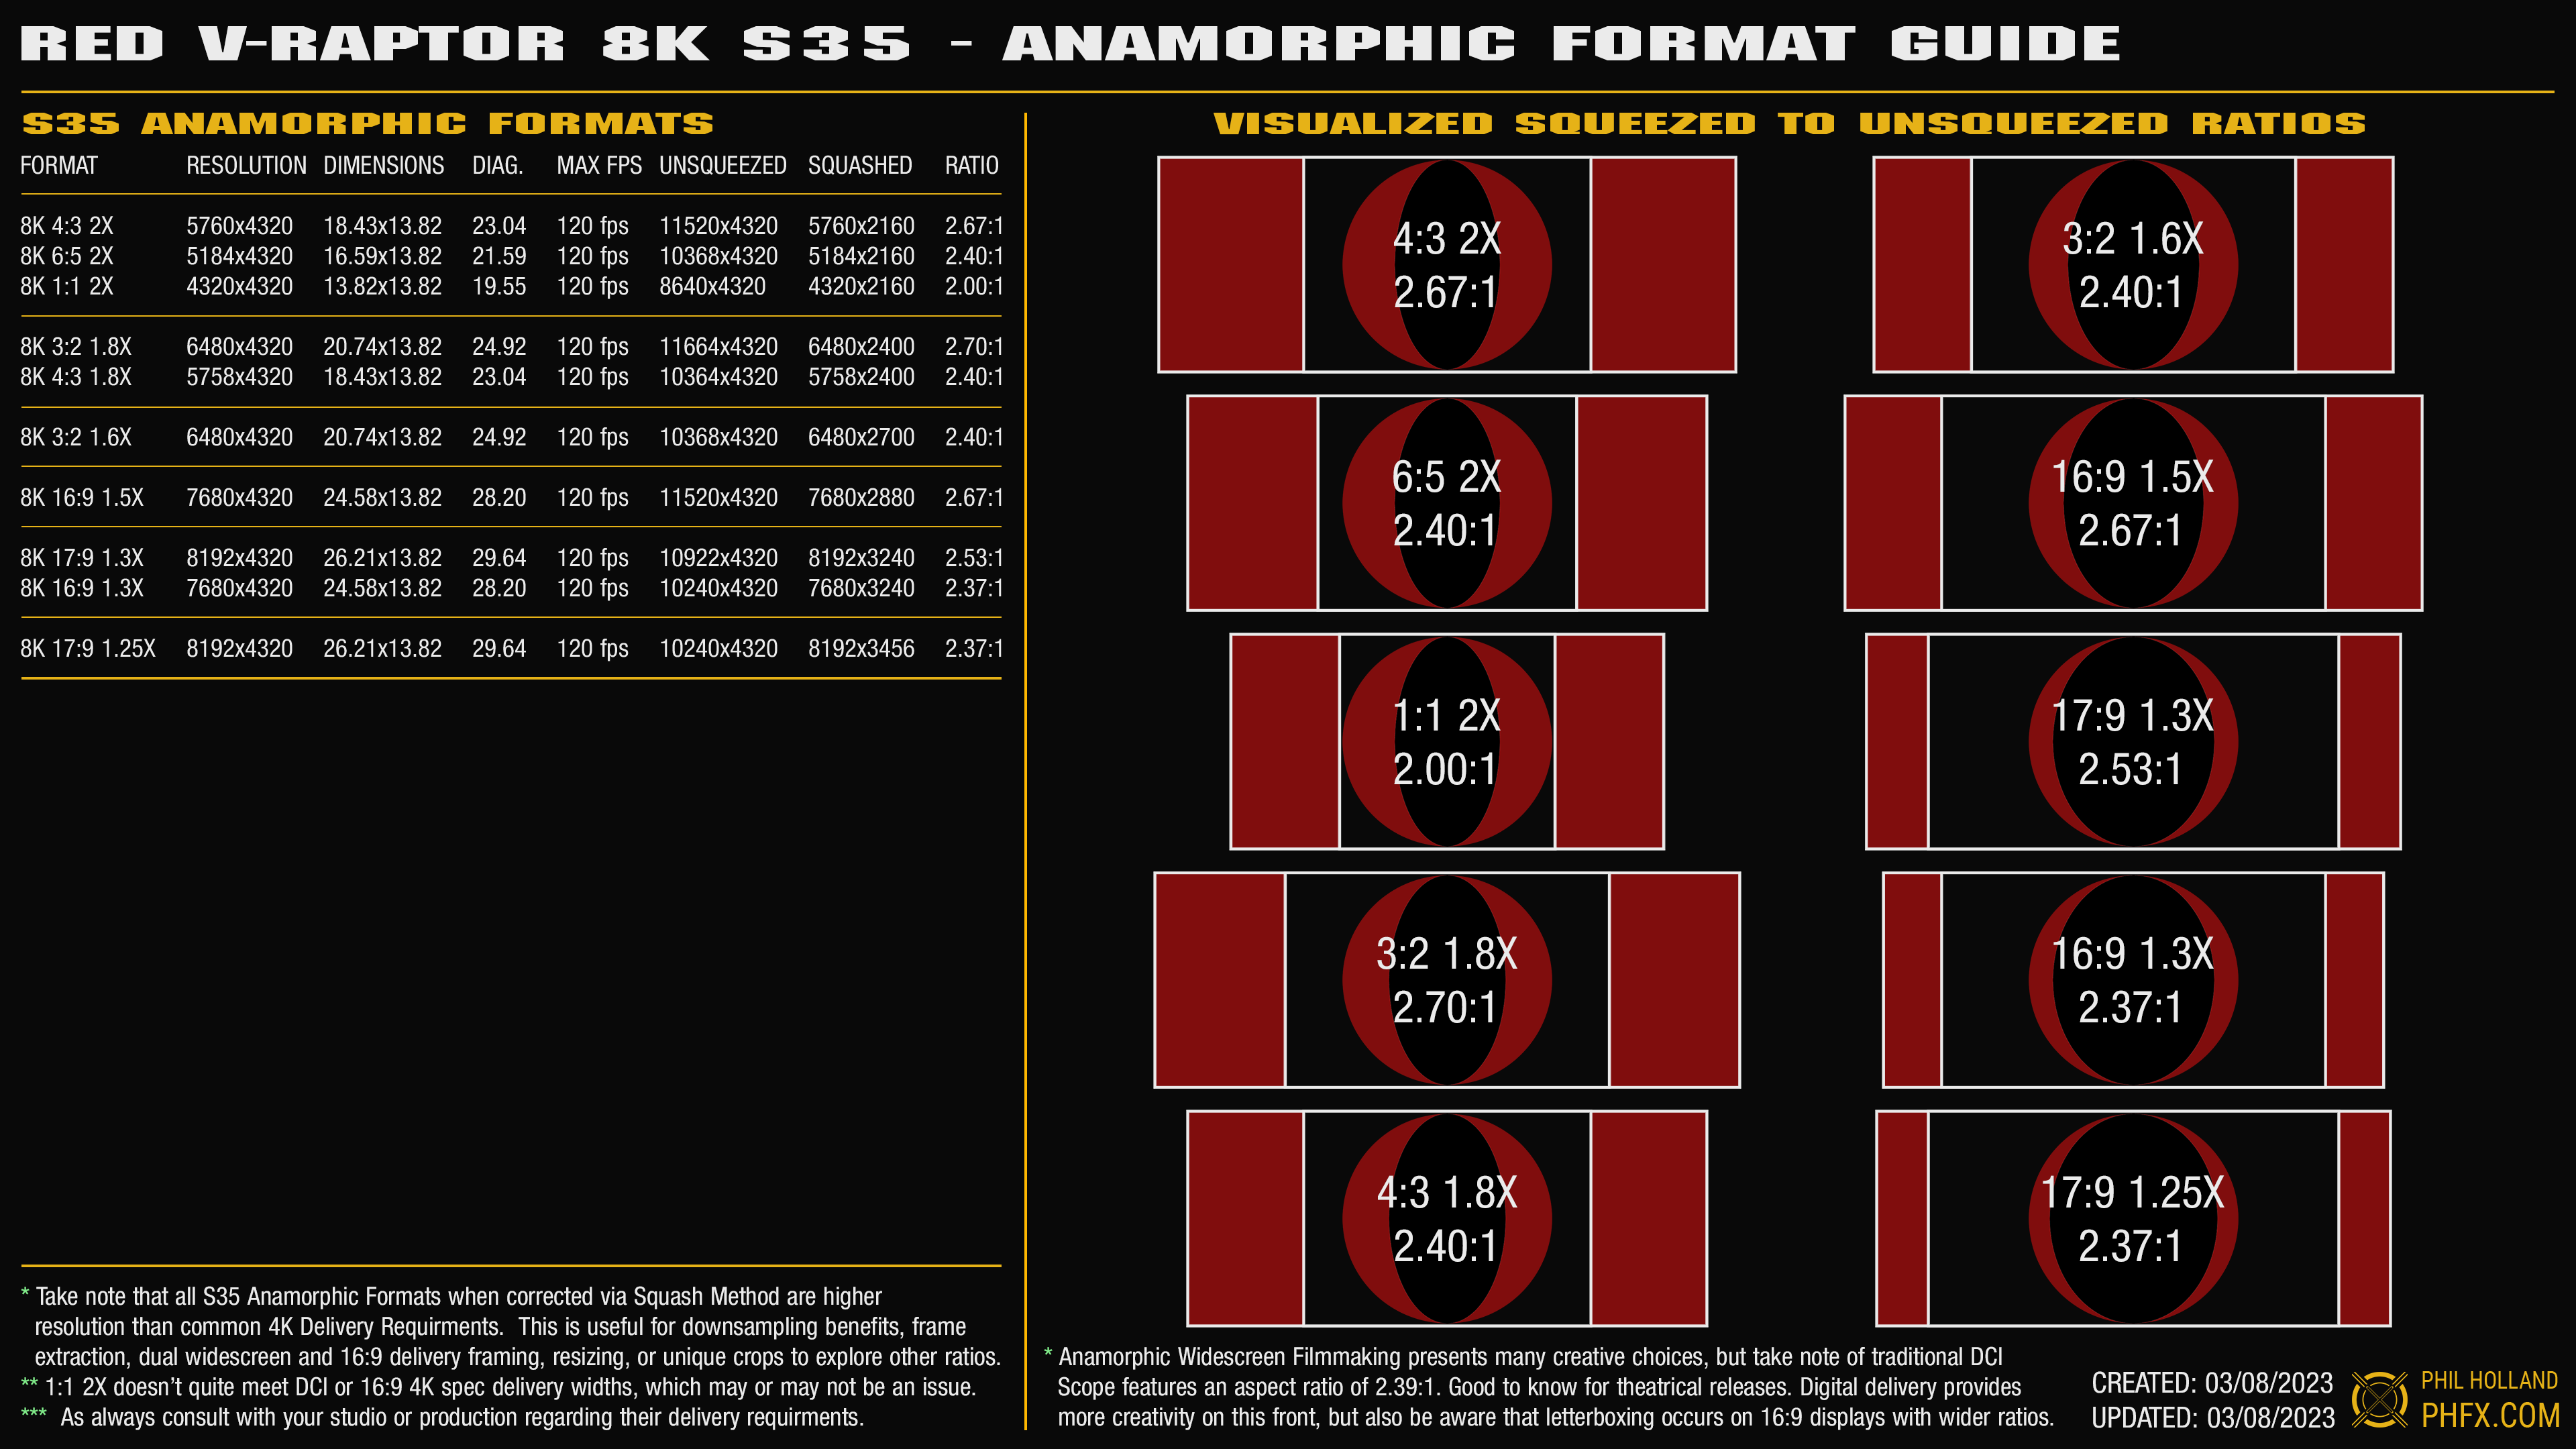 RED V-RAPTOR 8K S35 - ANAMORPHIC FORMAT GUIDE
S35 ANAMORPHIC FORMATS
FORMAT RESOLUTION DIMENSIONS DIAG. MAX FPS UNSQUEEZED SQUASHED RATIO
8K 4:3 2X 5760x4320 18.43x13.82 23.04 120 fps 11520x4320 5760x2160 2.67:1
8K 6:5 2X 5184x4320 16.59x13.82 21.59 120 fps 10368x4320 5184x2160 2.40:1
8K 1:1 2X 4320x4320 13.82x13.82 19.55 120 fps 8640x4320 4320x2160 2.00:1
8K 3:2 1.8X 6480x4320 20.74x13.82 24.92 120 fps 11664x4320 6480x2400 2.70:1
8K 4:3 1.8X 5758x4320 18.43x13.82 23.04 120 fps 10364x4320 5758x2400 2.40:1
8K 3:2 1.6X 6480x4320 20.74x13.82 24.92 120 fps 10368x4320 6480x2700 2.40:1
8K 16:9 1.5X 7680x4320 24.58x13.82 28.20 120 fps 11520x4320 7680x2880 2.67:1
8K 17:9 1.3X 8192x4320 26.21x13.82 29.64 120 fps 10922x4320 8192x3240 2.53:1
8K 16:9 1.3X 7680x4320 24.58x13.82 28.20 120 fps 10240x4320 7680x3240 2.37:1
8K 17:9 1.25X 8192x4320 26.21x13.82 29.64 120 fps 10240x4320 8192x3456 2.37:1
* Take note that all S35 Anamorphic Formats when corrected via Squash Method are higher
resolution than common 4K Delivery Requirments. This is useful for downsampling benefits, frame
extraction, dual widescreen and 16:9 delivery framing, resizing, or unique crops to explore other ratios.
** 1:1 2X doesn't quite meet DCI or 16:9 4K spec delivery widths, which may or may not be an issue.
*** As always consult with your studio or production regarding their delivery requirments.
VISUALIZED SQUEEZED TO UNSQUEEZED RATIOS
4:3 2X
2.67:1
6:5 2X
2.40:1
1:1 2X
2.00:1
3:2 1.8X
2.70:1
4:3 1.8X
2.40:1
3:2 1.6X
2.40:1
16:9 1.5X
2.67:1
17:9 1.3X
2.53:1
16:9 1.3X
2.37:1
17:9 1.25X
2.37:1
* Anamorphic Widescreen Filmmaking presents many creative choices, but take note of traditional DCI
Scope features an aspect ratio of 2.39:1. Good to know for theatrical releases. Digital delivery provides
more creativity on this front, but also be aware that letterboxing occurs on 16:9 displays with wider ratios.
CREATED: 03/08/2023
UPDATED: 03/08/2023
PHIL HOLLAND
PHFX.COM